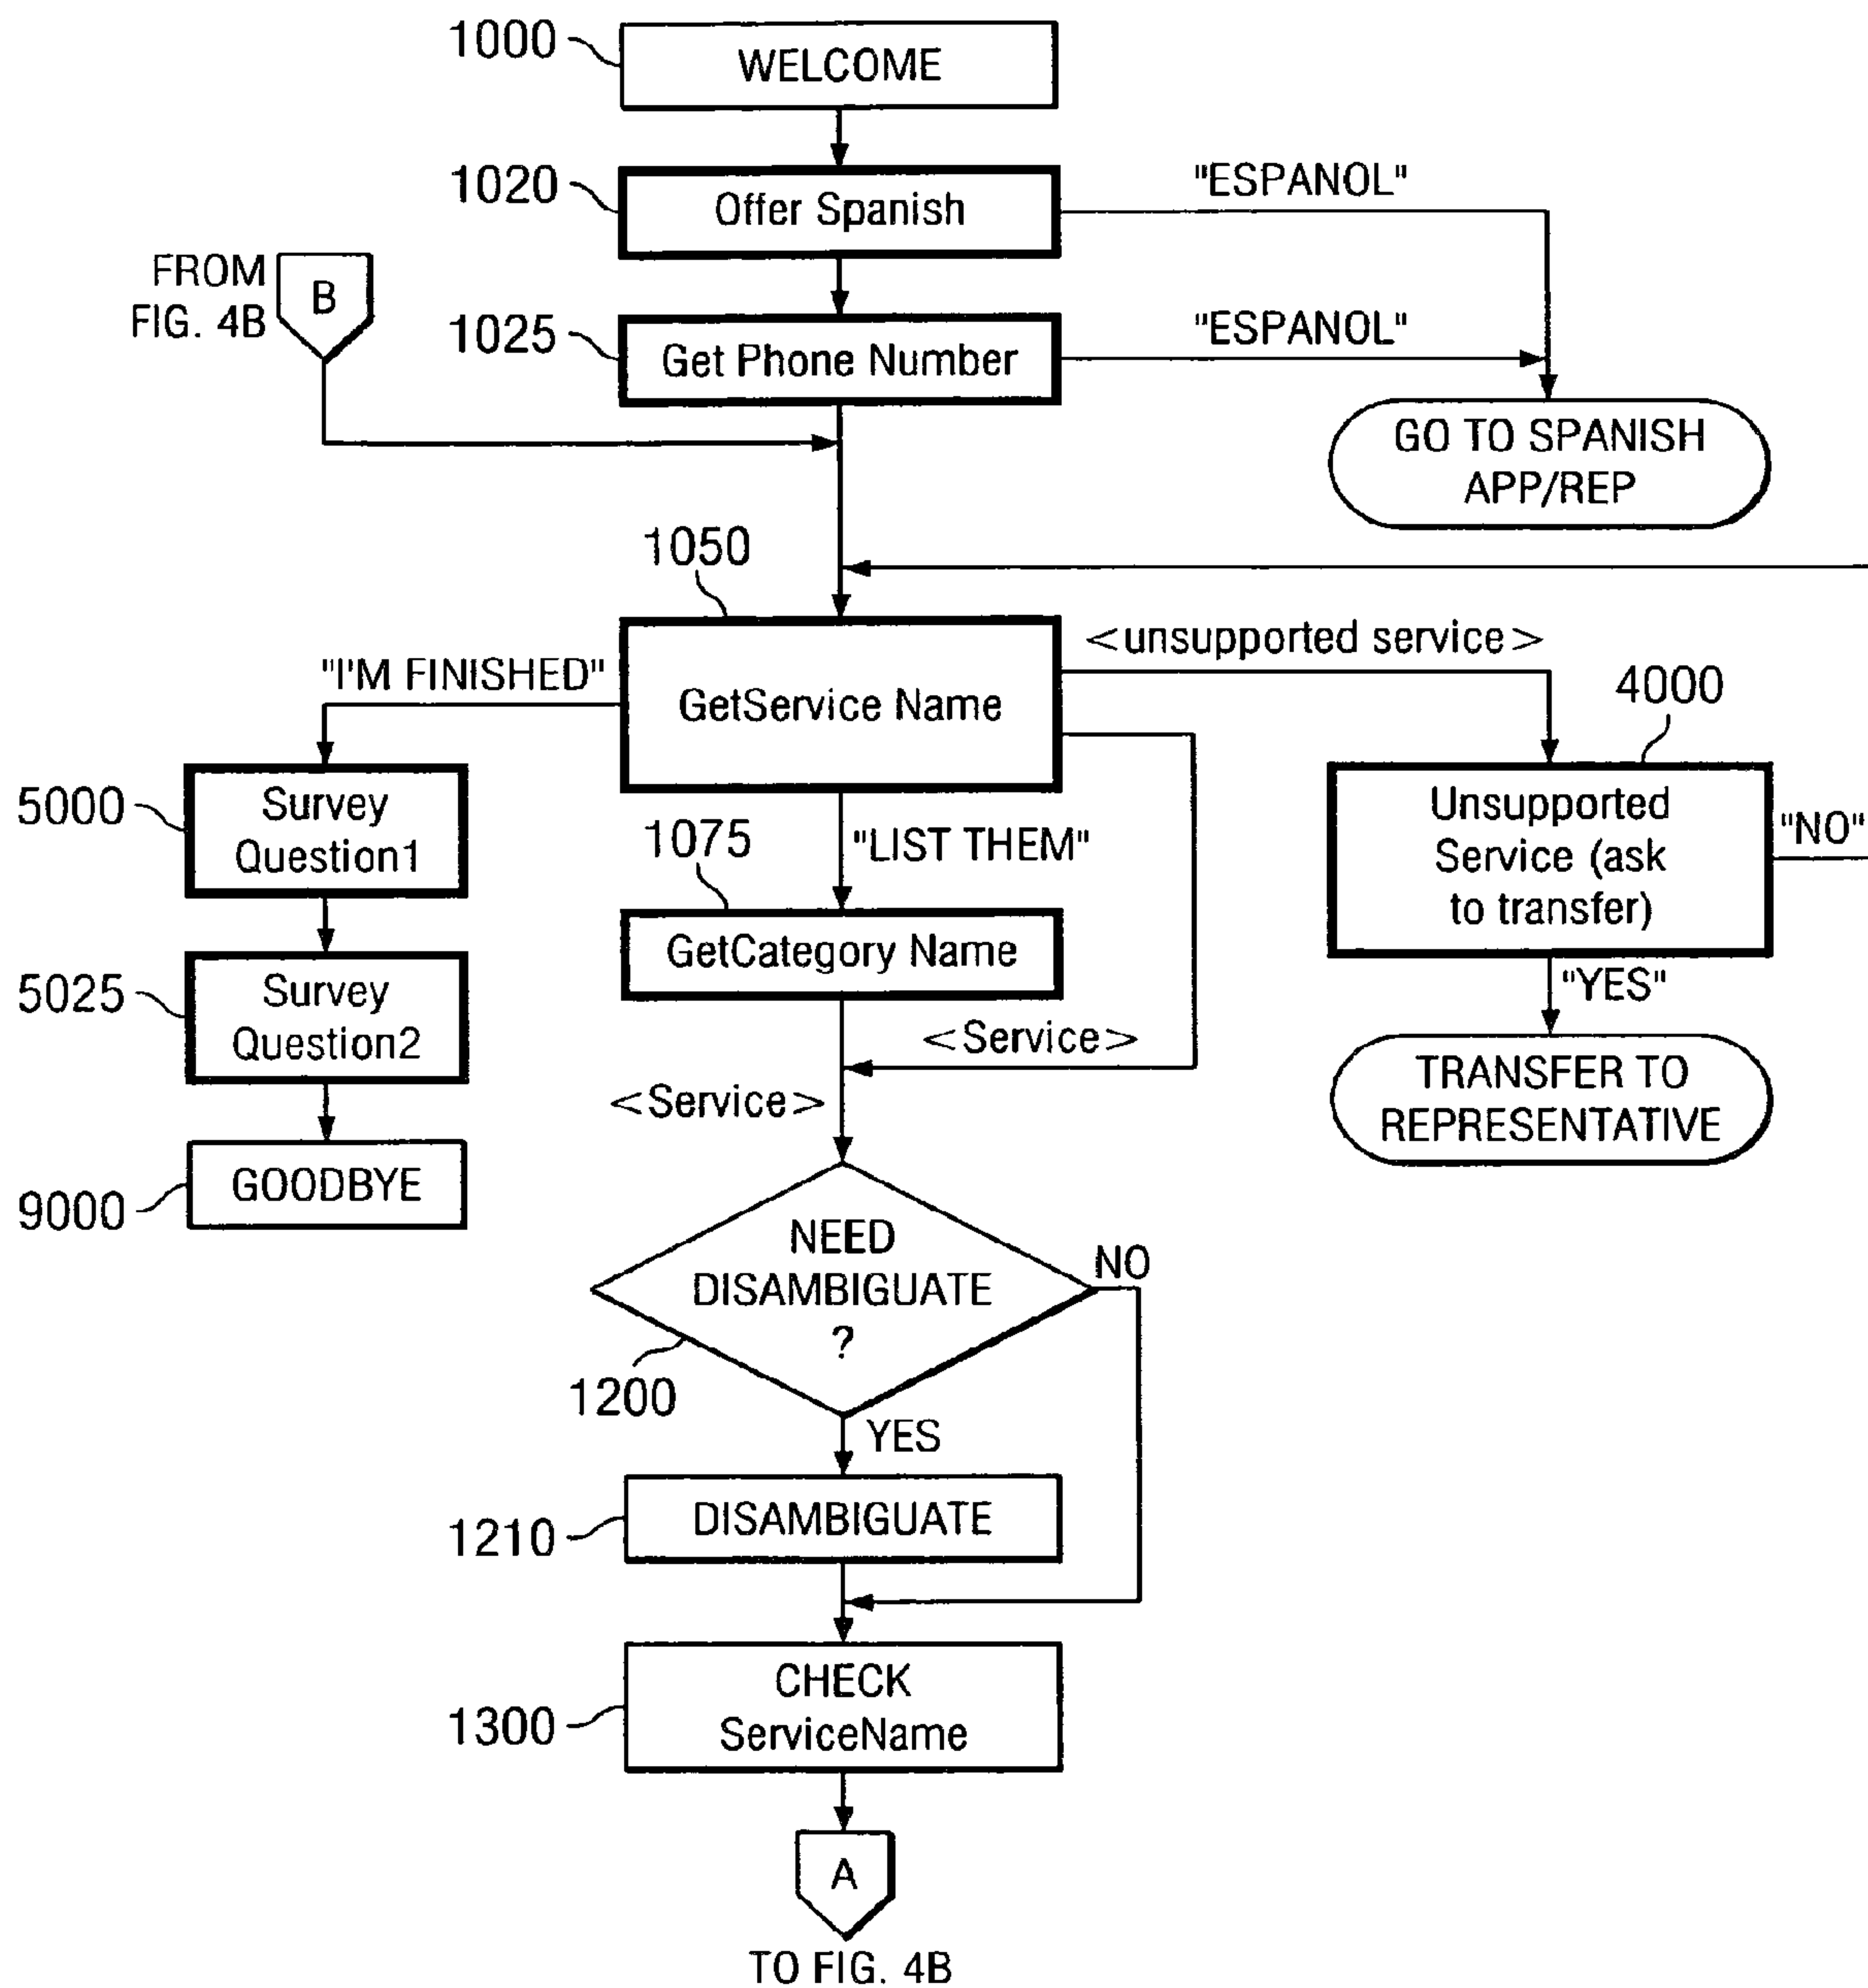 1000
WELCOME
1020
Offer Spanish
"ESPANOL"
FROM
FIG. 4B
B
1025
Get Phone Number
"ESPANOL"
GO TO SPANISH
APP/REP
1050
GetService Name
<unsupported service>
"I'M FINISHED"
4000
Unsupported
Service (ask
to transfer)
"NO"
"YES"
TRANSFER TO
REPRESENTATIVE
5000
Survey
Question1
5025
Survey
Question2
9000
GOODBYE
"LIST THEM"
1075
GetCategory Name
<Service>
<Service>
NEED
DISAMBIGUATE
?
NO
1200
YES
1210
DISAMBIGUATE
1300
CHECK
ServiceName
A
TO FIG. 4B